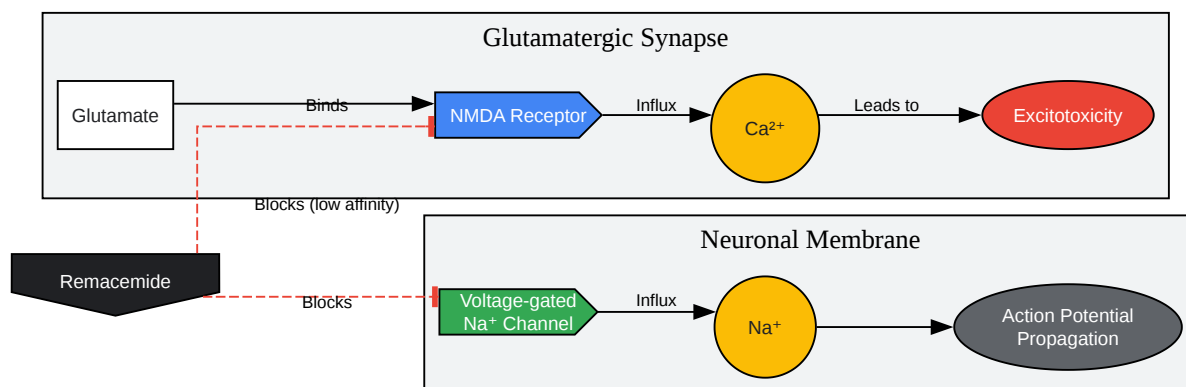 Glutamatergic Synapse
Glutamate
Binds
NMDA Receptor
Influx
Ca²⁺
Leads to
Excitotoxicity
Blocks (low affinity)
Neuronal Membrane
Remacemide
Blocks
Voltage-gated
Na⁺ Channel
Influx
Na⁺
Action Potential
Propagation